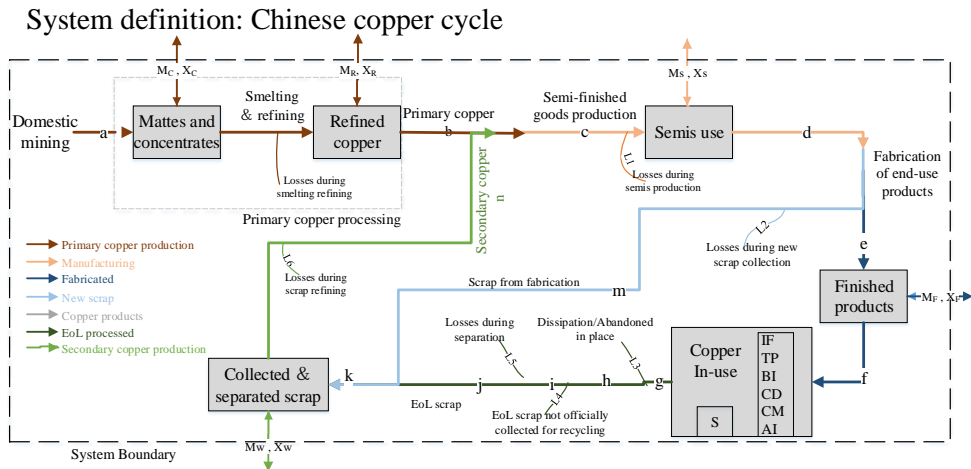 System definition: Chinese copper cycle
MC , XC
MR, XR
Ms , Xs
Domestic
mining
a
Mattes and
concentrates
Smelting
& refining
Refined
copper
Primary copper
b
Semi-finished
goods production
c
Semis use
d
Losses during
smelting refining
L1
Losses during
semis production
Fabrication
of end-use
products
Primary copper processing
Secondary copper
n
L2
Losses during new
scrap collection
e
Primary copper production
Manufacturing
Fabricated
New scrap
Copper products
EoL processed
Secondary copper production
L6
Losses during
scrap refining
Scrap from fabrication
m
Finished
products
MF , XF
Losses during
separation
L5
Dissipation/Abandoned
in place
L3
Copper
In-use
S
IF
TP
BI
CD
CM
AI
f
g
h
i
j
k
L4
EoL scrap
EoL scrap not officially
collected for recycling
Collected &
separated scrap
Mw , Xw
System Boundary